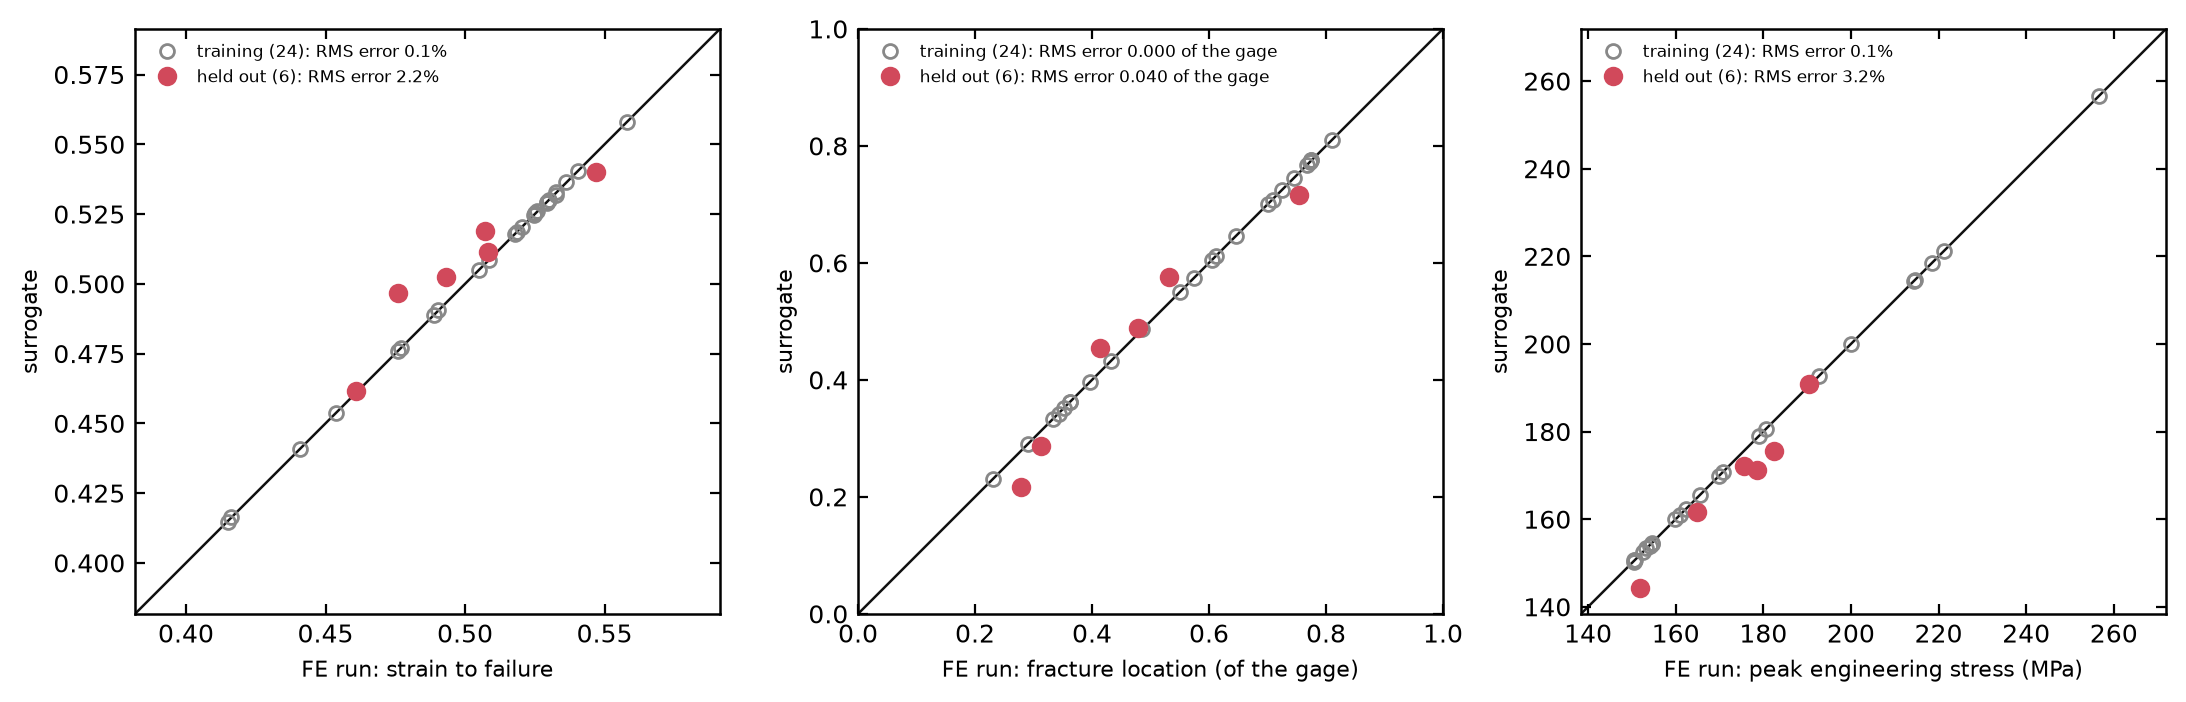 training (24): RMS error 0.1%
held out (6): RMS error 2.2%
0.575
0.550
0.525
0.500
0.475
0.450
0.425
0.400
surrogate
0.40 0.45 0.50 0.55
FE run: strain to failure
training (24): RMS error 0.000 of the gage
held out (6): RMS error 0.040 of the gage
1.0
0.8
0.6
0.4
0.2
0.0
surrogate
0.0 0.2 0.4 0.6 0.8 1.0
FE run: fracture location (of the gage)
training (24): RMS error 0.1%
held out (6): RMS error 3.2%
260
240
220
200
180
160
140
surrogate
140 160 180 200 220 240 260
FE run: peak engineering stress (MPa)